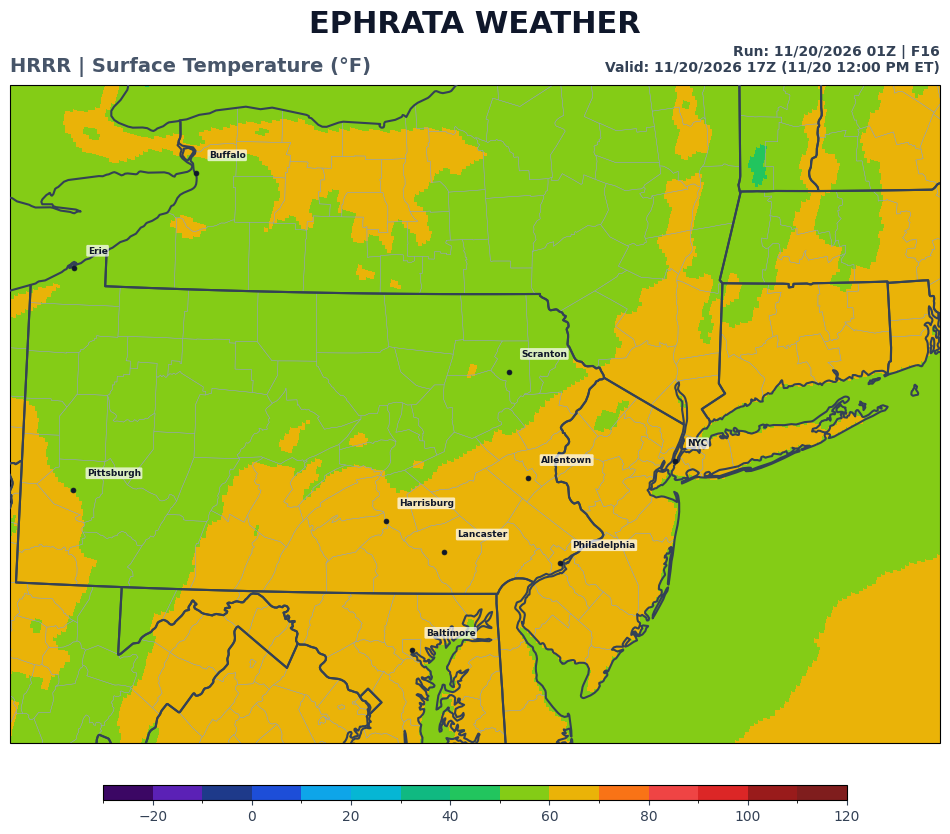 EPHRATA WEATHER
HRRR | Surface Temperature (°F)
Run: 11/20/2026 01Z | F16
Valid: 11/20/2026 17Z (11/20 12:00 PM ET)
Buffalo
Erie
Scranton
NYC
Allentown
Pittsburgh
Harrisburg
Lancaster
Philadelphia
Baltimore
−20 0 20 40 60 80 100 120